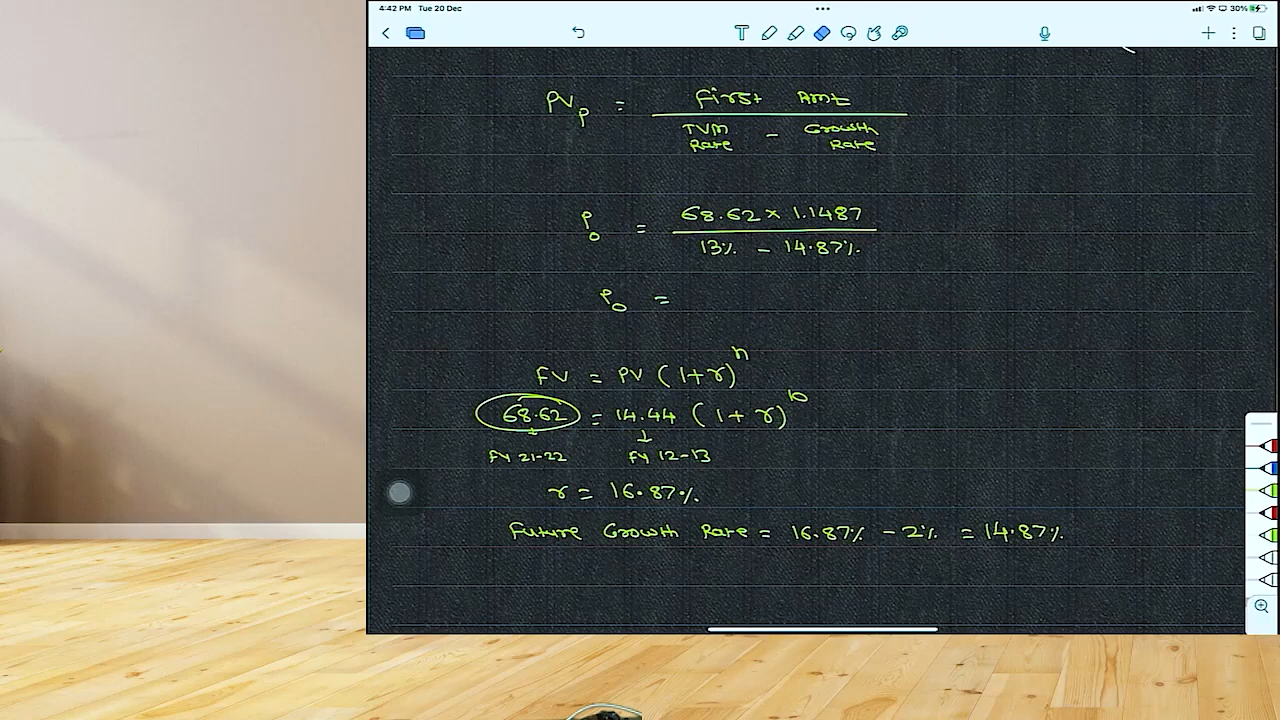 4:42 PM Tue 20 Dec
30%
PVp = First Amt
TVM Rate - Growth Rate
P0 = 68.62 × 1.1487
13% - 14.87%
P0 =
FV = PV (1+r)^n
68.62 = 14.44 (1 + r)^10
FY 21-22 FY 12-13
r = 16.87%
Future Growth Rate = 16.87% - 2% = 14.87%